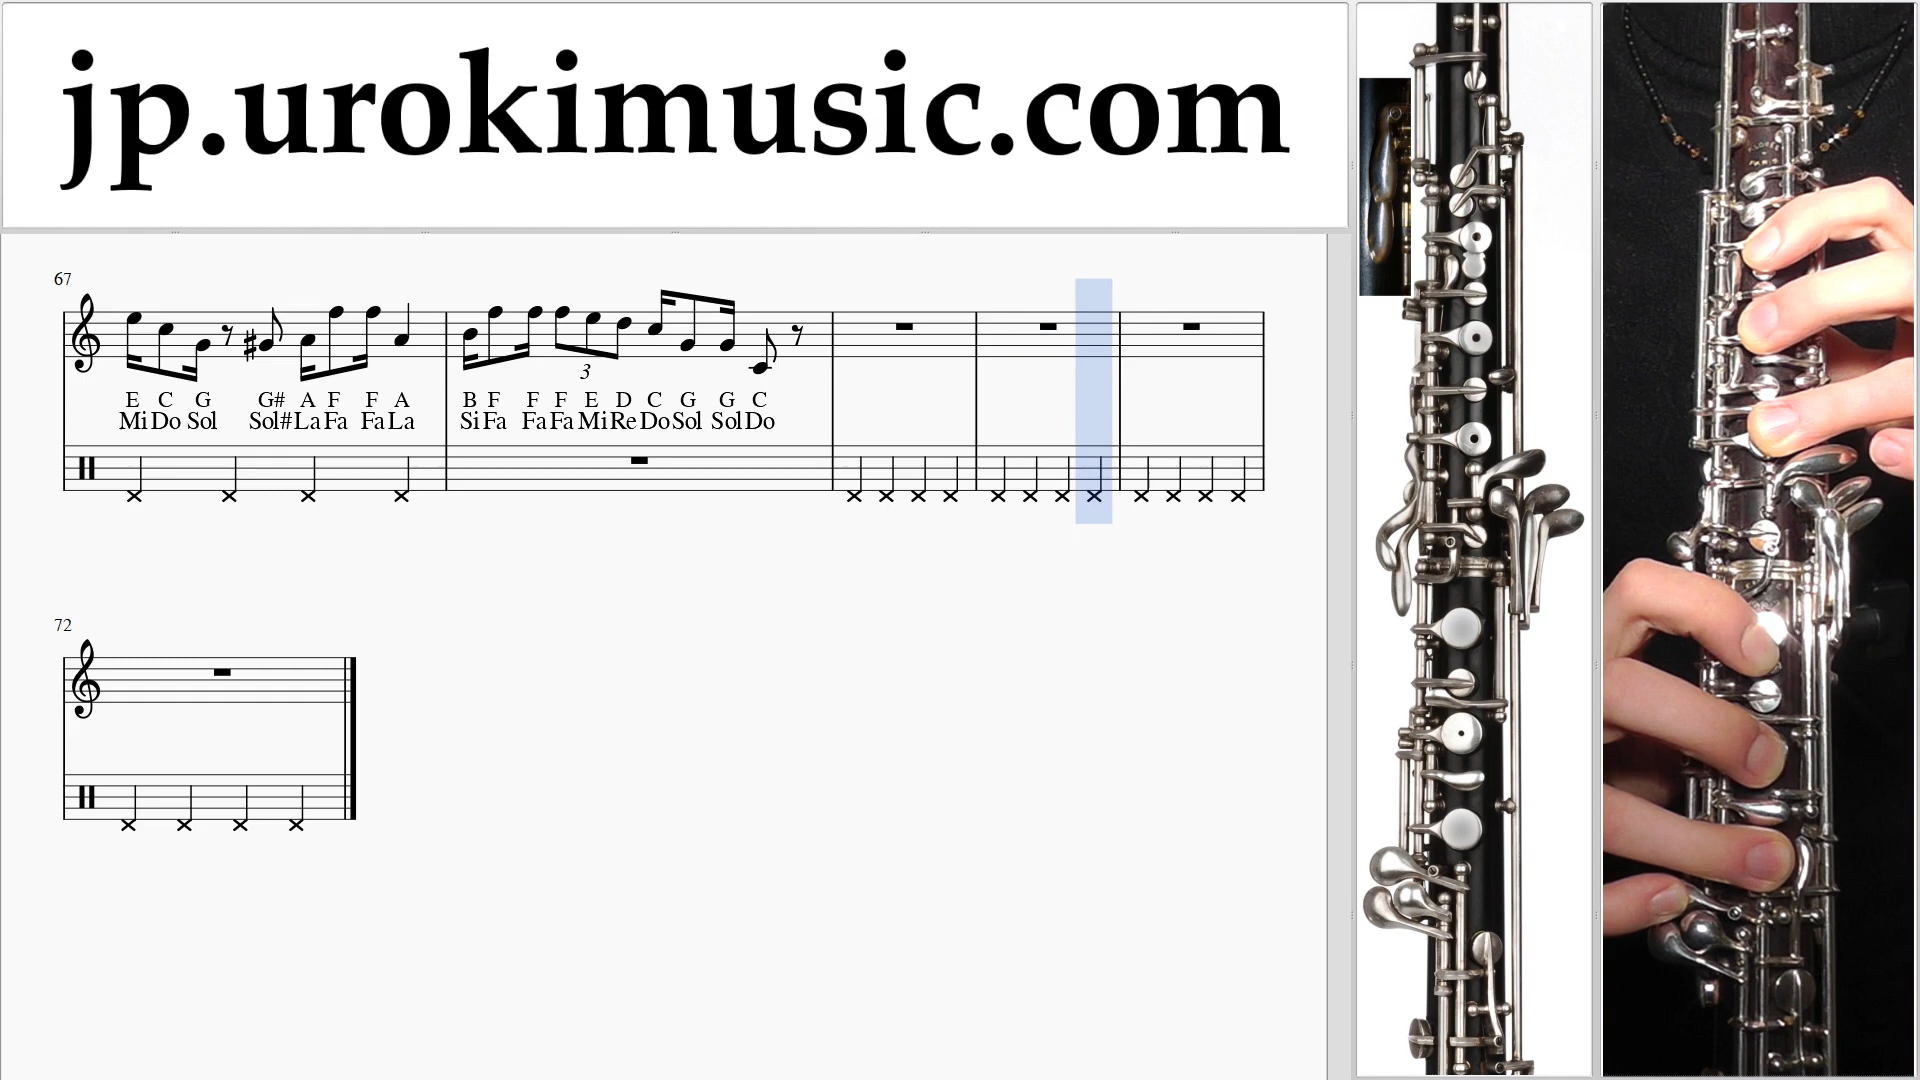 jp.urokimusic.com
67
3
E C G G# A F F A B F F F E D C G G C
Mi Do Sol Sol# La Fa Fa La Si Fa Fa Fa Mi Re Do Sol Sol Do
72